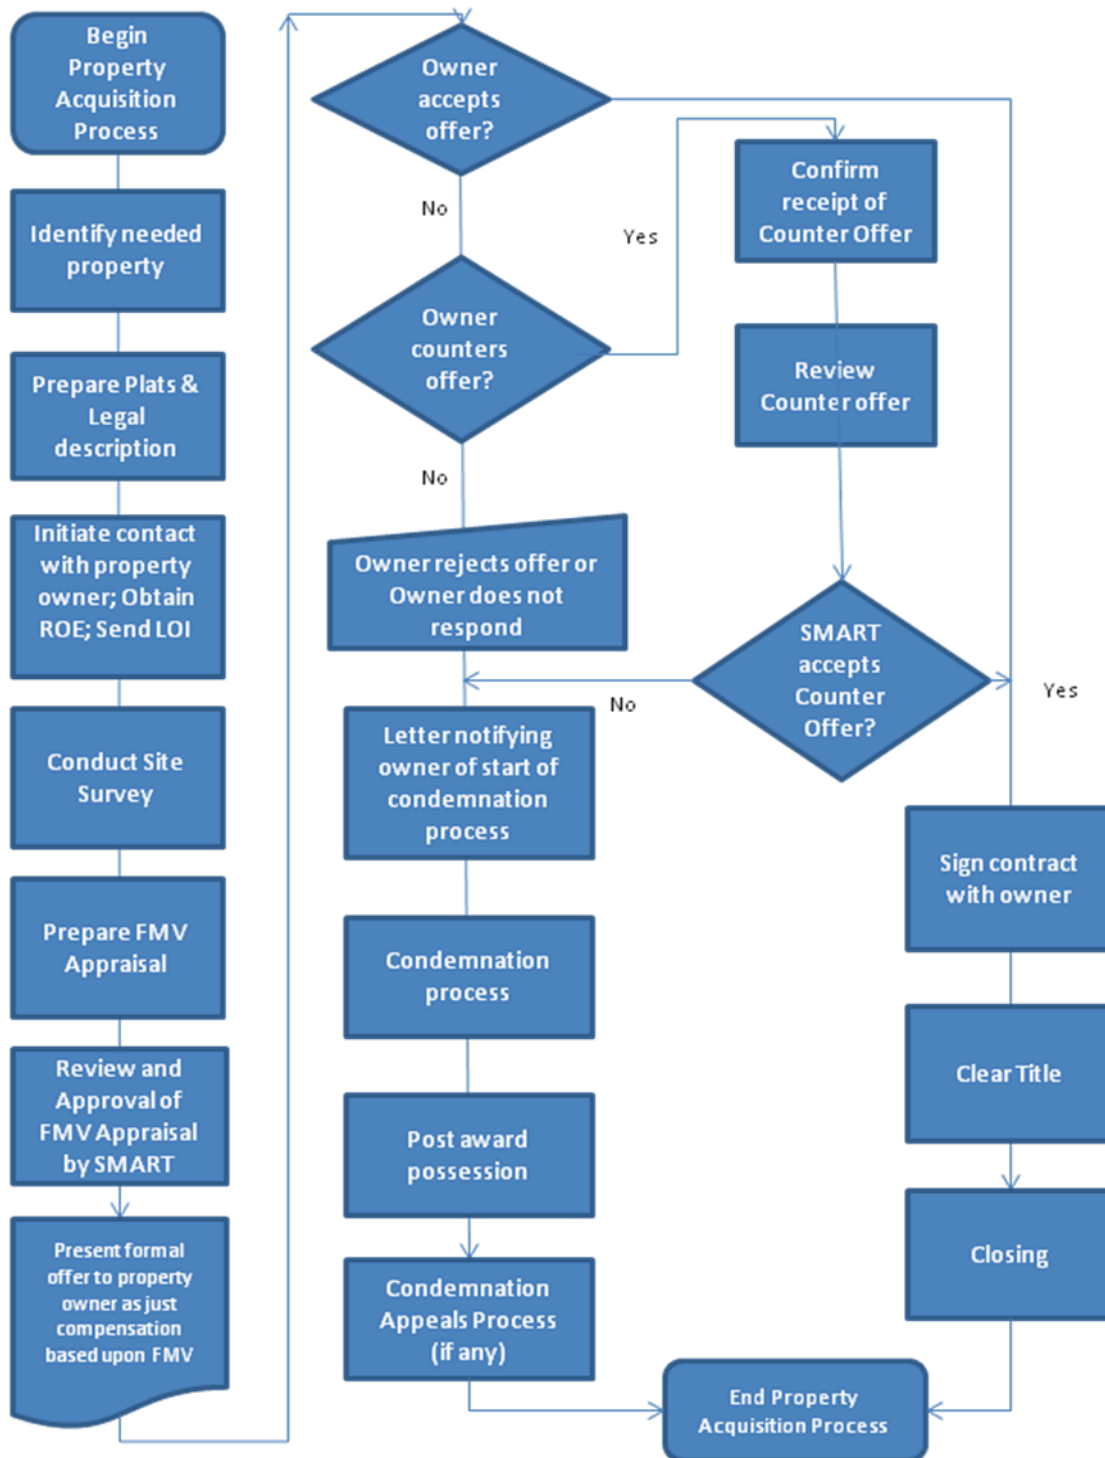 Begin
Property
Acquisition
Process
Identify needed
property
Prepare Plats &
Legal
description
Initiate contact
with property
owner; Obtain
ROE; Send LOI
Conduct Site
Survey
Prepare FMV
Appraisal
Review and
Approval of
FMV Appraisal
by SMART
Present formal
offer to property
owner as just
compensation
based upon FMV
Owner
accepts
offer?
No
Owner
counters
offer?
Yes
No
Confirm
receipt of
Counter Offer
Review
Counter offer
SMART
accepts
Counter
Offer?
No
Yes
Owner rejects offer or
Owner does not
respond
Letter notifying
owner of start of
condemnation
process
Condemnation
process
Post award
possession
Condemnation
Appeals Process
(if any)
Sign contract
with owner
Clear Title
Closing
End Property
Acquisition Process